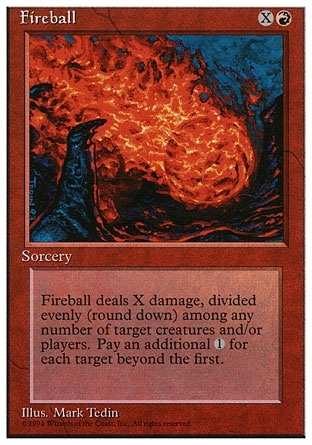 Fireball X
Sorcery
Fireball deals X damage, divided
evenly (round down) among any
number of target creatures and/or
players. Pay an additional 1 for
each target beyond the first.
Illus. Mark Tedin
©1994 Wizards of the Coast, Inc. All rights reserved.